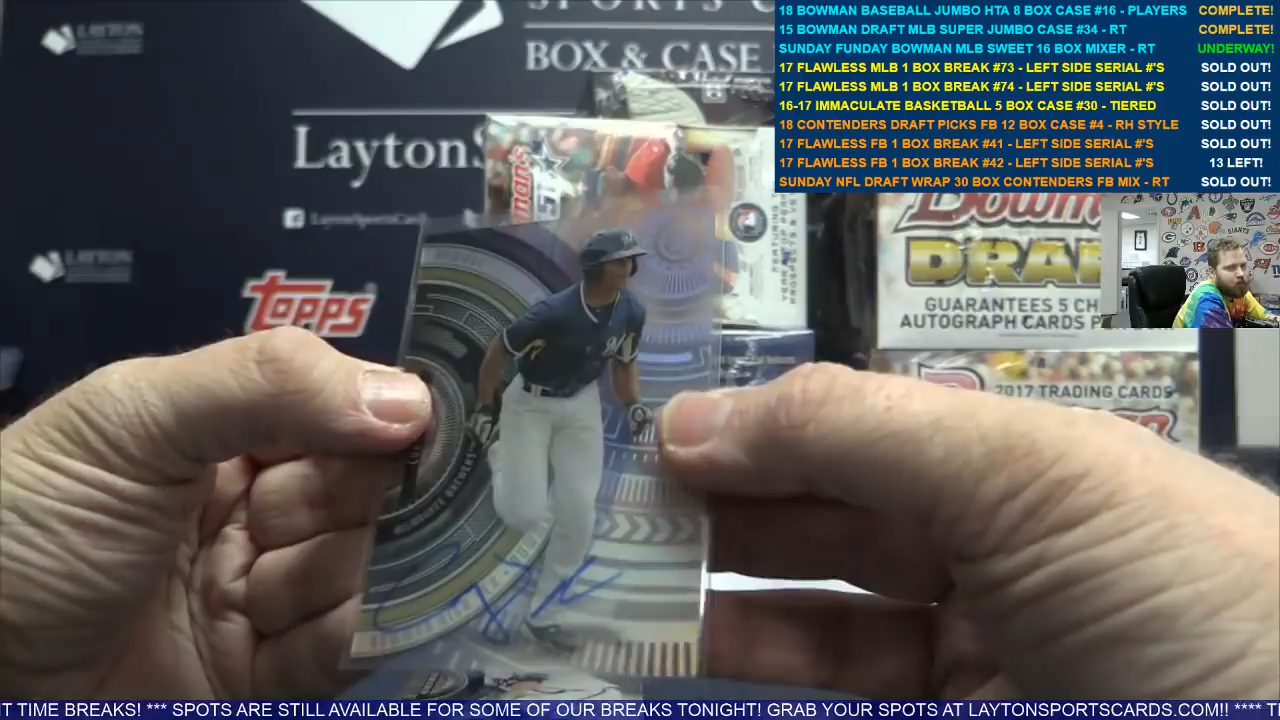 18 BOWMAN BASEBALL JUMBO HTA 8 BOX CASE #16 - PLAYERS COMPLETE!
15 BOWMAN DRAFT MLB SUPER JUMBO CASE #34 - RT COMPLETE!
SUNDAY FUNDAY BOWMAN MLB SWEET 16 BOX MIXER - RT UNDERWAY!
17 FLAWLESS MLB 1 BOX BREAK #73 - LEFT SIDE SERIAL #'S SOLD OUT!
17 FLAWLESS MLB 1 BOX BREAK #74 - LEFT SIDE SERIAL #'S SOLD OUT!
16-17 IMMACULATE BASKETBALL 5 BOX CASE #30 - TIERED SOLD OUT!
18 CONTENDERS DRAFT PICKS FB 12 BOX CASE #4 - RH STYLE SOLD OUT!
17 FLAWLESS FB 1 BOX BREAK #41 - LEFT SIDE SERIAL #'S SOLD OUT!
17 FLAWLESS FB 1 BOX BREAK #42 - LEFT SIDE SERIAL #'S 13 LEFT!
SUNDAY NFL DRAFT WRAP 30 BOX CONTENDERS FB MIX - RT SOLD OUT!
BOX & CASE
LaytonS
LaytonSportsCard
LAYTON
LAYTON
topps
Bowm
DRA
GUARANTEES 5 CH
AUTOGRAPH CARDS P
2017 TRADING CARDS
MILWAUKEE BREWERS
T TIME BREAKS! *** SPOTS ARE STILL AVAILABLE FOR SOME OF OUR BREAKS TONIGHT! GRAB YOUR SPOTS AT LAYTONSPORTSCARDS.COM!! **** T